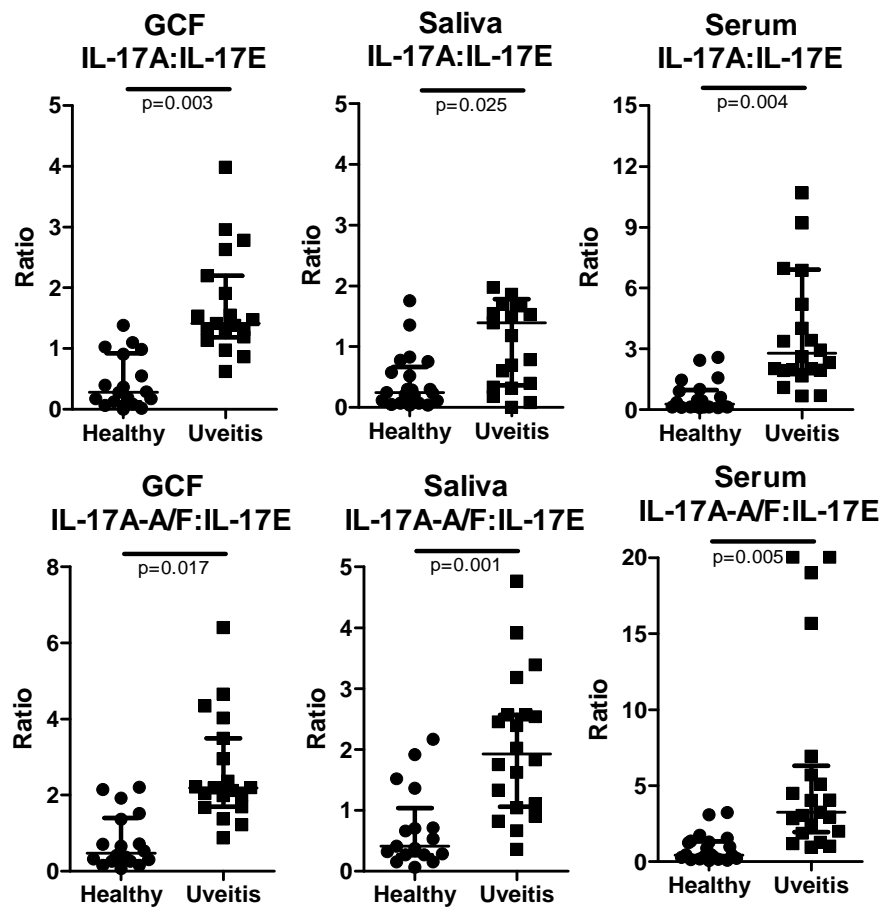 GCF
IL-17A:IL-17E
p=0.003
5
4
3
2
1
0
Ratio
Healthy
Uveitis
Saliva
IL-17A:IL-17E
p=0.025
5
4
3
2
1
0
Ratio
Healthy
Uveitis
Serum
IL-17A:IL-17E
p=0.004
15
12
9
6
3
0
Ratio
Healthy
Uveitis
GCF
IL-17A-A/F:IL-17E
p=0.017
8
6
4
2
0
Ratio
Healthy
Uveitis
Saliva
IL-17A-A/F:IL-17E
p=0.001
5
4
3
2
1
0
Ratio
Healthy
Uveitis
Serum
IL-17A-A/F:IL-17E
p=0.005
20
15
10
5
0
Ratio
Healthy
Uveitis